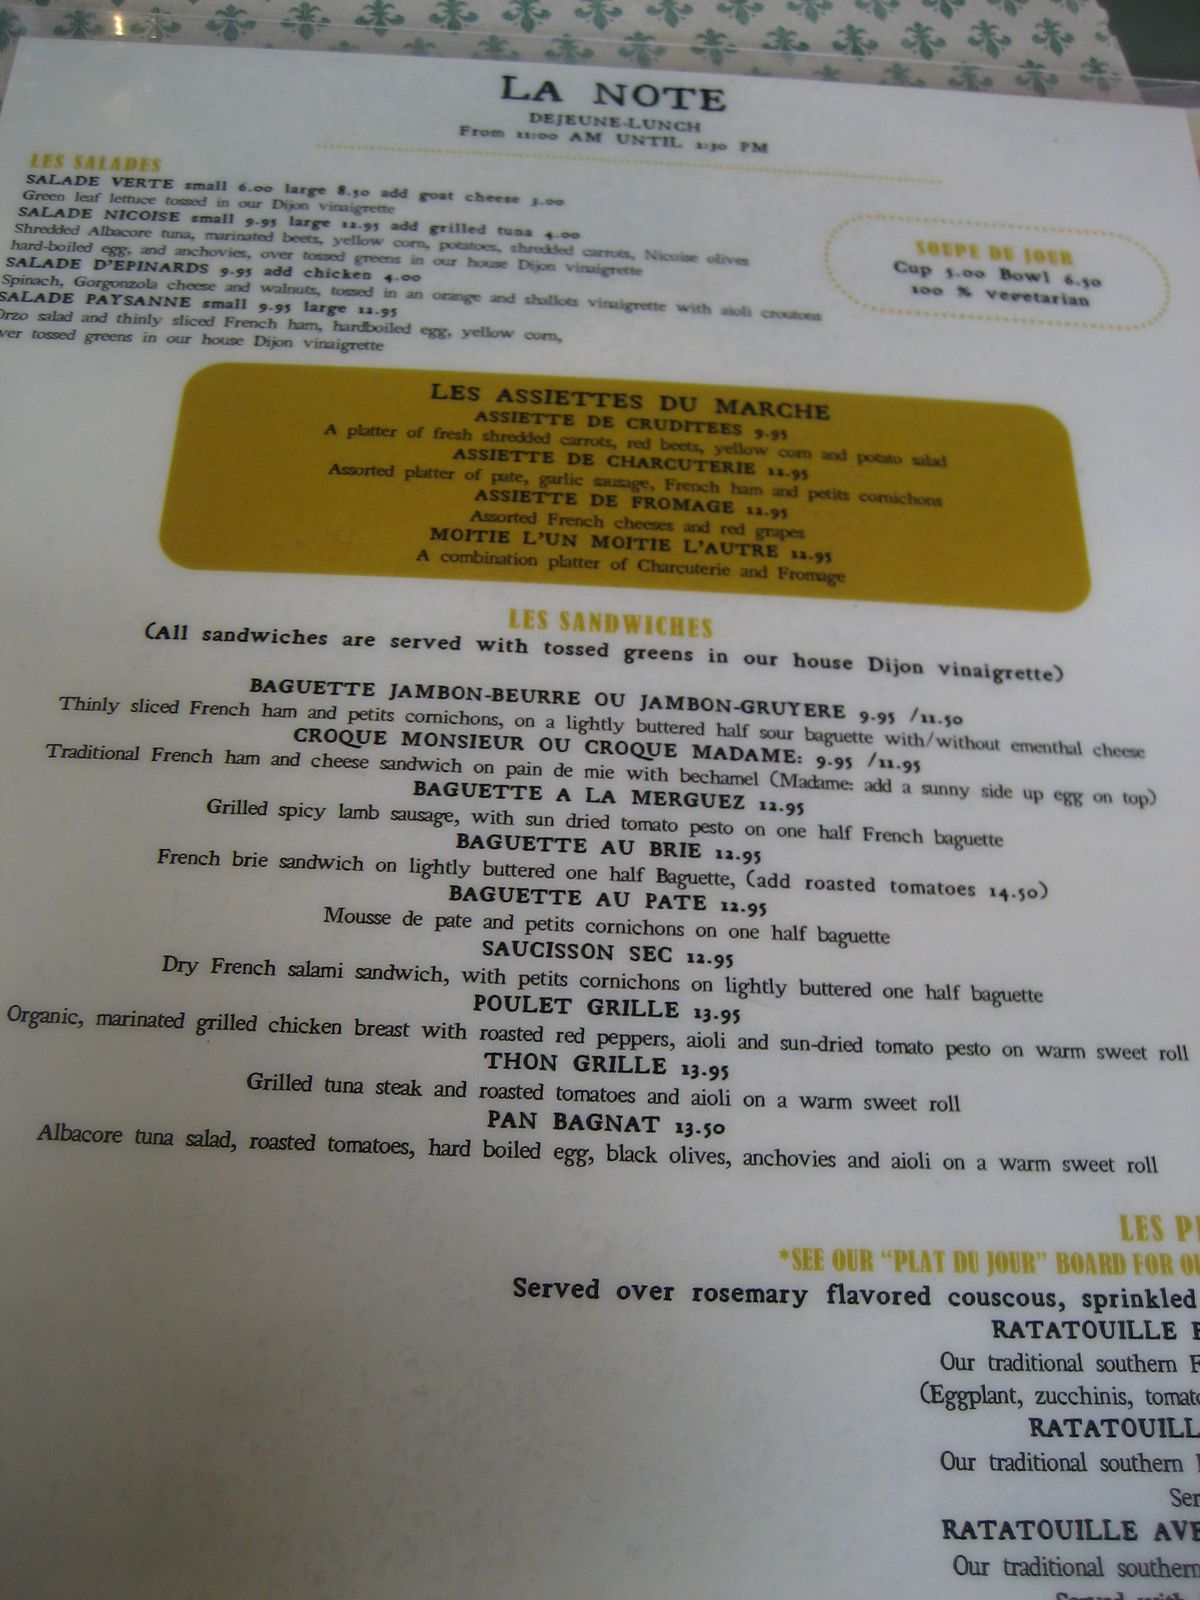 LA NOTE
DEJEUNE-LUNCH
From 11:00 AM UNTIL 2:30 PM
LES SALADES
SALADE VERTE small 6.00 large 8.50 add goat cheese 3.00
Green leaf lettuce tossed in our Dijon vinaigrette
SALADE NICOISE small 9.95 large 12.95 add grilled tuna 4.00
Shredded Albacore tuna, marinated beets, yellow corn, potatoes, shredded carrots, Nicoise olives
hard-boiled egg, and anchovies, over tossed greens in our house Dijon vinaigrette
SALADE D'EPINARDS 9.95 add chicken 4.00
Spinach, Gorgonzola cheese and walnuts, tossed in an orange and shallots vinaigrette with aioli croutons
SALADE PAYSANNE small 9.95 large 12.95
Orzo salad and thinly sliced French ham, hardboiled egg, yellow corn,
ver tossed greens in our house Dijon vinaigrette
SOUPE DU JOUR
Cup 5.00 Bowl 6.50
100 % vegetarian
LES ASSIETTES DU MARCHE
ASSIETTE DE CRUDITEES 9.95
A platter of fresh shredded carrots, red beets, yellow corn and potato salad
ASSIETTE DE CHARCUTERIE 12.95
Assorted platter of pate, garlic sausage, French ham and petits cornichons
ASSIETTE DE FROMAGE 12.95
Assorted French cheeses and red grapes
MOITIE L'UN MOITIE L'AUTRE 12.95
A combination platter of Charcuterie and Fromage
LES SANDWICHES
(All sandwiches are served with tossed greens in our house Dijon vinaigrette)
BAGUETTE JAMBON-BEURRE OU JAMBON-GRUYERE 9.95 /11.50
Thinly sliced French ham and petits cornichons, on a lightly buttered half sour baguette with/without ementhal cheese
CROQUE MONSIEUR OU CROQUE MADAME: 9.95 /11.95
Traditional French ham and cheese sandwich on pain de mie with bechamel (Madame: add a sunny side up egg on top)
BAGUETTE A LA MERGUEZ 12.95
Grilled spicy lamb sausage, with sun dried tomato pesto on one half French baguette
BAGUETTE AU BRIE 12.95
French brie sandwich on lightly buttered one half Baguette, (add roasted tomatoes 14.50)
BAGUETTE AU PATE 12.95
Mousse de pate and petits cornichons on one half baguette
SAUCISSON SEC 12.95
Dry French salami sandwich, with petits cornichons on lightly buttered one half baguette
POULET GRILLE 13.95
Organic, marinated grilled chicken breast with roasted red peppers, aioli and sun-dried tomato pesto on warm sweet roll
THON GRILLE 13.95
Grilled tuna steak and roasted tomatoes and aioli on a warm sweet roll
PAN BAGNAT 13.50
Albacore tuna salad, roasted tomatoes, hard boiled egg, black olives, anchovies and aioli on a warm sweet roll
LES PL
*SEE OUR "PLAT DU JOUR" BOARD FOR OU
Served over rosemary flavored couscous, sprinkled
RATATOUILLE
Our traditional southern F
(Eggplant, zucchinis, tomato
RATATOUILL
Our traditional southern
Ser
RATATOUILLE AVE
Our traditional southern
Served with